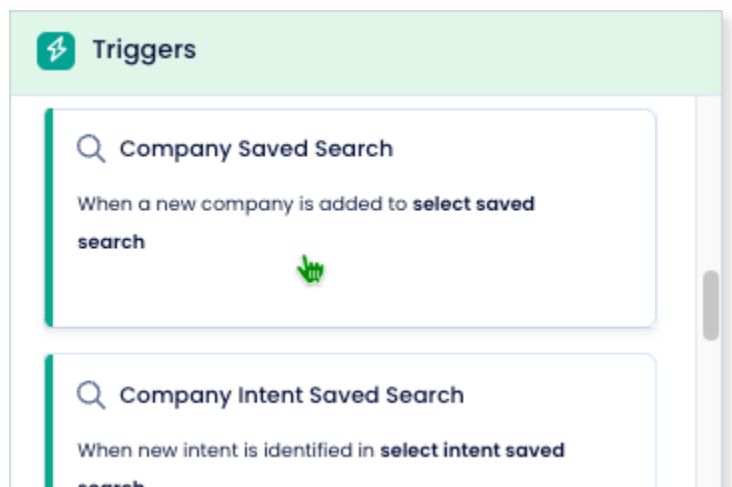 Triggers
Company Saved Search
When a new company is added to select saved
search
Company Intent Saved Search
When new intent is identified in select intent saved
search